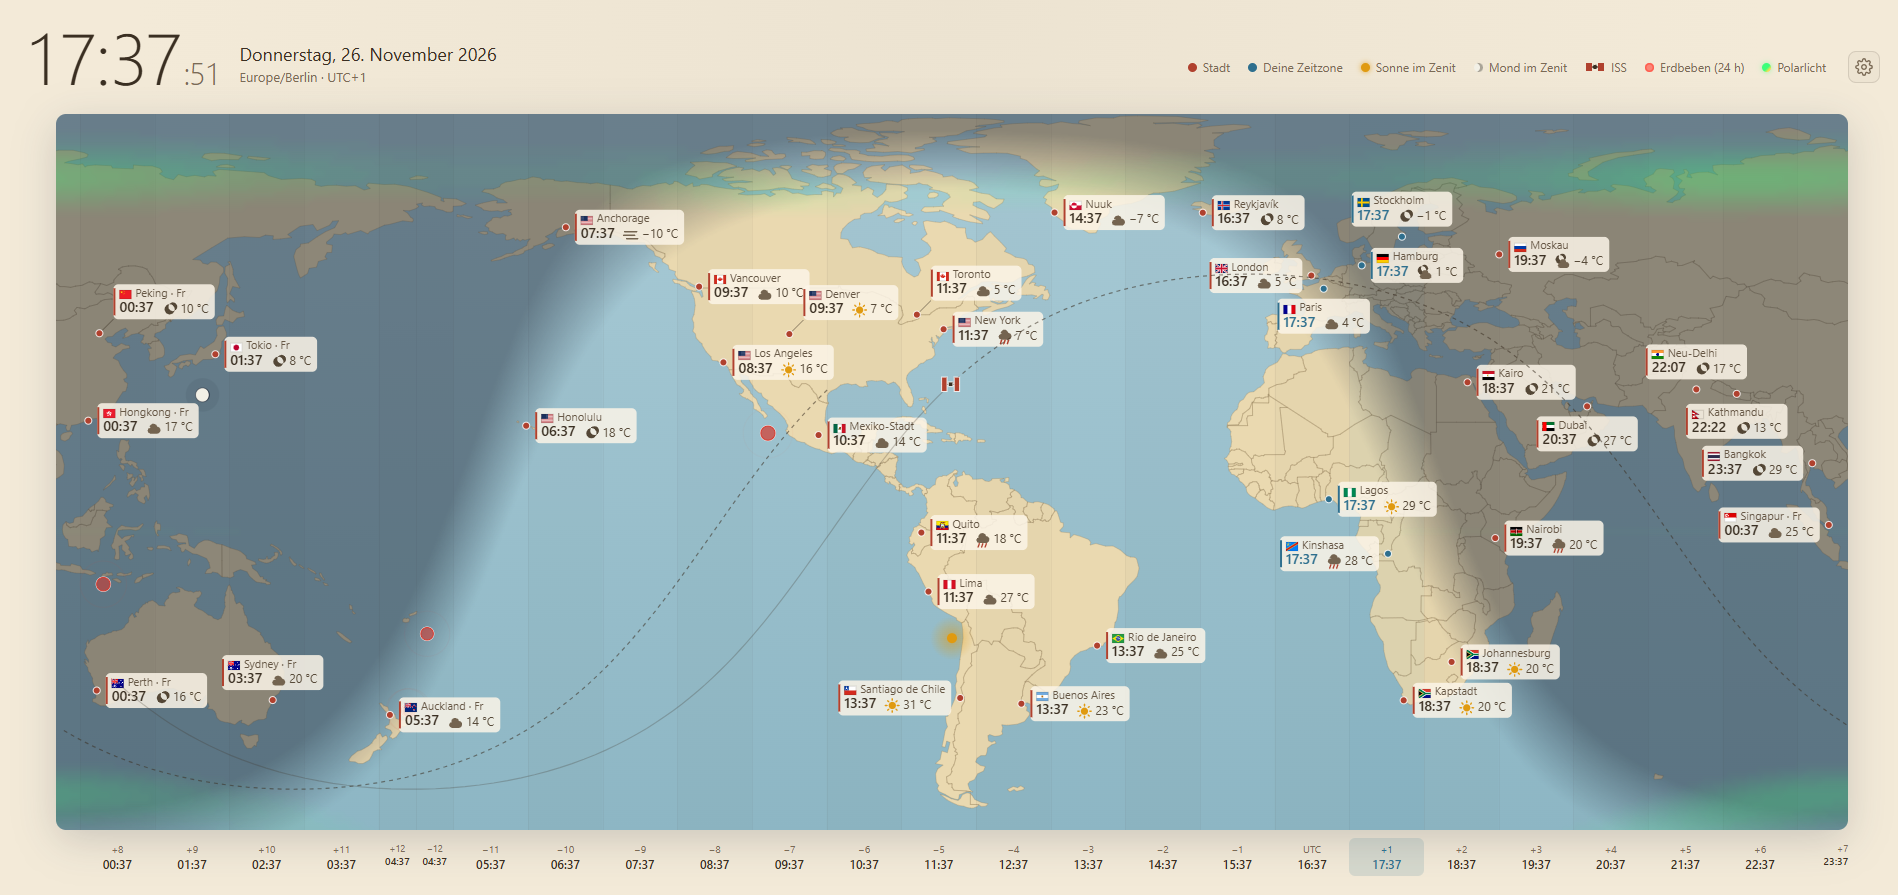 17:37:51
Donnerstag, 26. November 2026
Europe/Berlin · UTC+1
Stadt
Deine Zeitzone
Sonne im Zenit
Mond im Zenit
ISS
Erdbeben (24 h)
Polarlicht
Nuuk
14:37 −7 °C
Reykjavík
16:37 8 °C
Stockholm
17:37 −1 °C
Anchorage
07:37 −10 °C
Moskau
19:37 −4 °C
Hamburg
17:37 1 °C
London
16:37 5 °C
Vancouver
09:37 10 °C
Toronto
11:37 5 °C
Denver
09:37 7 °C
Peking · Fr
00:37 10 °C
Paris
17:37 4 °C
New York
11:37 7 °C
Tokio · Fr
01:37 8 °C
Los Angeles
08:37 16 °C
Neu-Delhi
22:07 17 °C
Kairo
18:37 21 °C
Hongkong · Fr
00:37 17 °C
Honolulu
06:37 18 °C
Mexiko-Stadt
10:37 14 °C
Kathmandu
22:22 13 °C
Dubai
20:37 27 °C
Bangkok
23:37 29 °C
Lagos
17:37 29 °C
Singapur · Fr
00:37 25 °C
Quito
11:37 18 °C
Nairobi
19:37 20 °C
Kinshasa
17:37 28 °C
Lima
11:37 27 °C
Rio de Janeiro
13:37 25 °C
Johannesburg
18:37 20 °C
Sydney · Fr
03:37 20 °C
Perth · Fr
00:37 16 °C
Santiago de Chile
13:37 31 °C
Buenos Aires
13:37 23 °C
Kapstadt
18:37 20 °C
Auckland · Fr
05:37 14 °C
+8 +9 +10 +11 +12 −12 −11 −10 −9 −8 −7 −6 −5 −4 −3 −2 −1 UTC +1 +2 +3 +4 +5 +6 +7
00:37 01:37 02:37 03:37 04:37 04:37 05:37 06:37 07:37 08:37 09:37 10:37 11:37 12:37 13:37 14:37 15:37 16:37 17:37 18:37 19:37 20:37 21:37 22:37 23:37